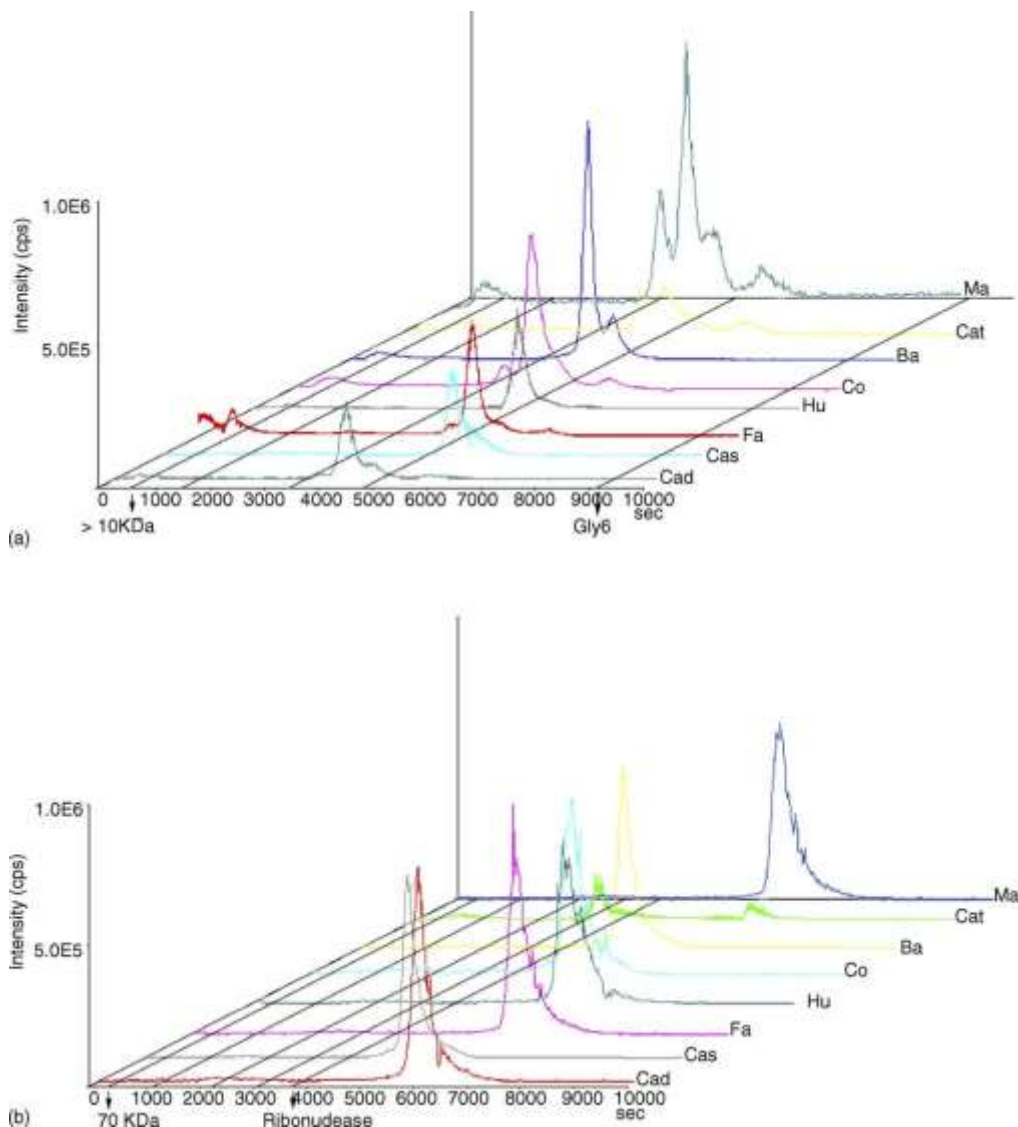 Intensity (cps)
1.0E6
5.0E5
Ma
Cat
Ba
Co
Hu
Fa
Cas
Cad
0 1000 2000 3000 4000 5000 6000 7000 8000 9000 10000
sec
> 10KDa
Gly6
(a)
Intensity (cps)
1.0E6
5.0E5
Ma
Cat
Ba
Co
Hu
Fa
Cas
Cad
0 1000 2000 3000 4000 5000 6000 7000 8000 9000 10000
sec
70 KDa
Ribonudease
(b)